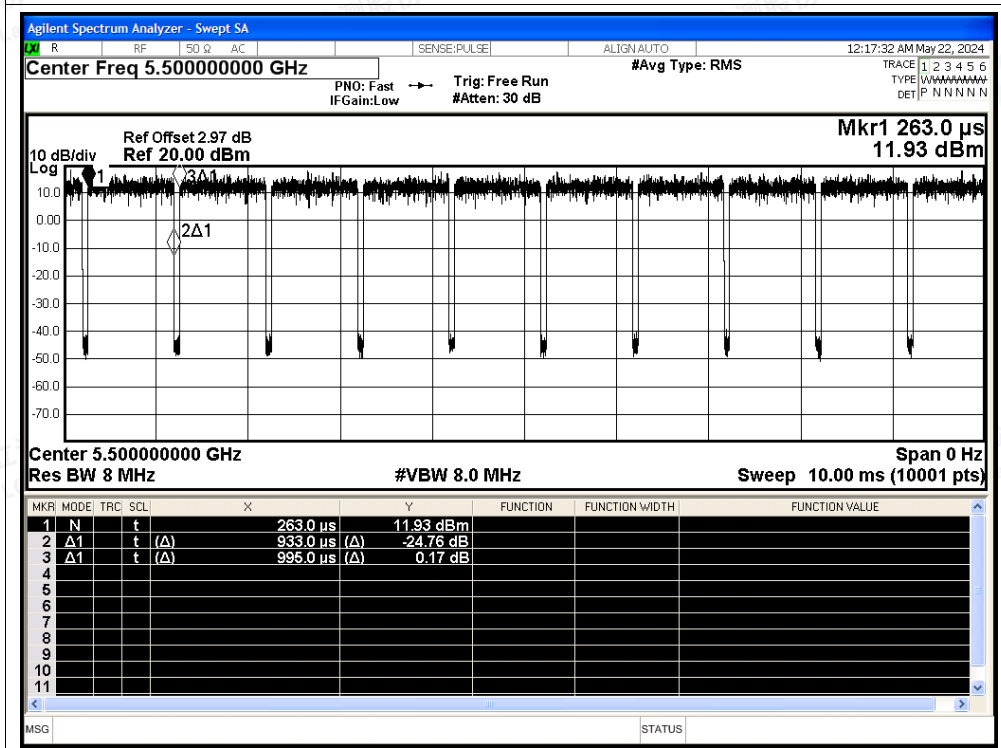 Agilent Spectrum Analyzer - Swept SA
LXI R RF 50 Ω AC SENSE:PULSE ALIGN AUTO 12:17:32 AM May 22, 2024
Center Freq 5.500000000 GHz #Avg Type: RMS TRACE 1 2 3 4 5 6
PNO: Fast Trig: Free Run TYPE WWWWWW
IFGain:Low #Atten: 30 dB DET P N N N N N
Mkr1 263.0 µs
Ref Offset 2.97 dB
10 dB/div Ref 20.00 dBm 11.93 dBm
Log
1 3Δ1
10.0
0.00
2Δ1
-10.0
-20.0
-30.0
-40.0
-50.0
-60.0
-70.0
Center 5.500000000 GHz Span 0 Hz
Res BW 8 MHz #VBW 8.0 MHz Sweep 10.00 ms (10001 pts)
MKR MODE TRC SCL X Y FUNCTION FUNCTION WIDTH FUNCTION VALUE
1 N t 263.0 µs 11.93 dBm
2 Δ1 t (Δ) 933.0 µs (Δ) -24.76 dB
3 Δ1 t (Δ) 995.0 µs (Δ) 0.17 dB
4
5
6
7
8
9
10
11
MSG STATUS